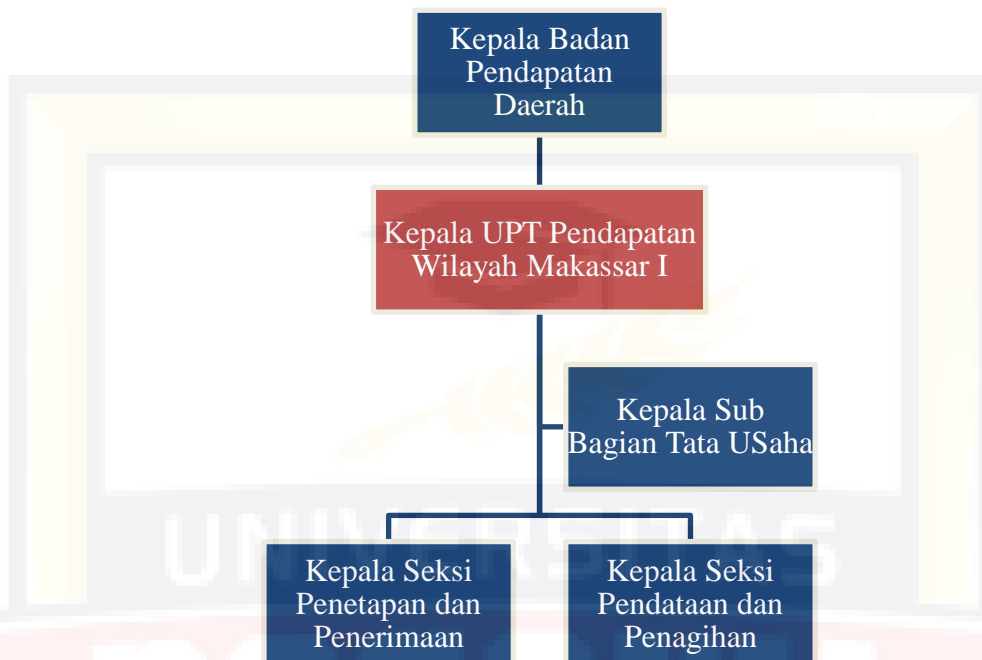 Kepala Badan
Pendapatan
Daerah
Kepala UPT Pendapatan
Wilayah Makassar I
Kepala Sub
Bagian Tata USaha
UNIVERSITAS
Kepala Seksi
Penetapan dan
Penerimaan
Kepala Seksi
Pendataan dan
Penagihan